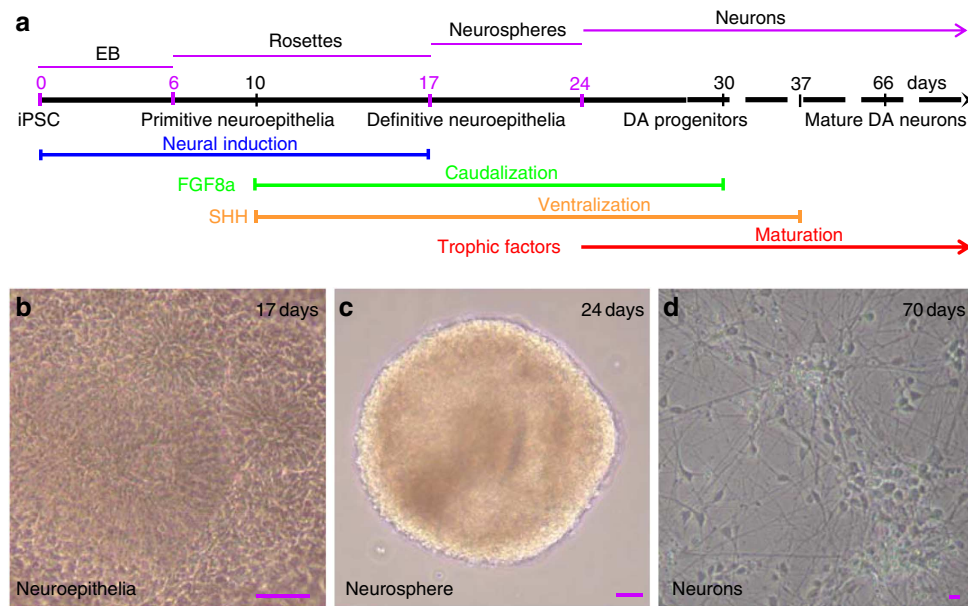 a
EB
Rosettes
Neurospheres
Neurons
0 6 10 17 24 30 37 66 days
iPSC Primitive neuroepithelia Definitive neuroepithelia DA progenitors Mature DA neurons
Neural induction
FGF8a Caudalization
SHH Ventralization
Trophic factors Maturation
b 17 days
Neuroepithelia
c 24 days
Neurosphere
d 70 days
Neurons